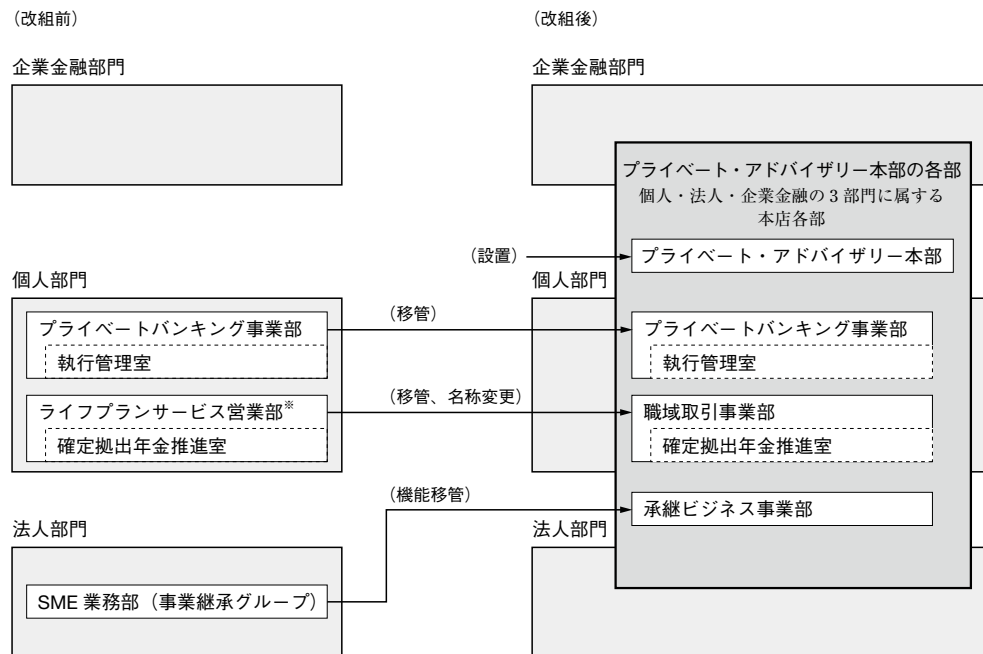 （改組前）
企業金融部門
個人部門
プライベートバンキング事業部
執行管理室
ライフプランサービス営業部※
確定拠出年金推進室
法人部門
SME 業務部（事業継承グループ）
（設置）
（移管）
（移管、名称変更）
（機能移管）
（改組後）
企業金融部門
プライベート・アドバイザリー本部の各部
個人・法人・企業金融の 3 部門に属する
本店各部
プライベート・アドバイザリー本部
個人部門
プライベートバンキング事業部
執行管理室
職域取引事業部
確定拠出年金推進室
承継ビジネス事業部
法人部門